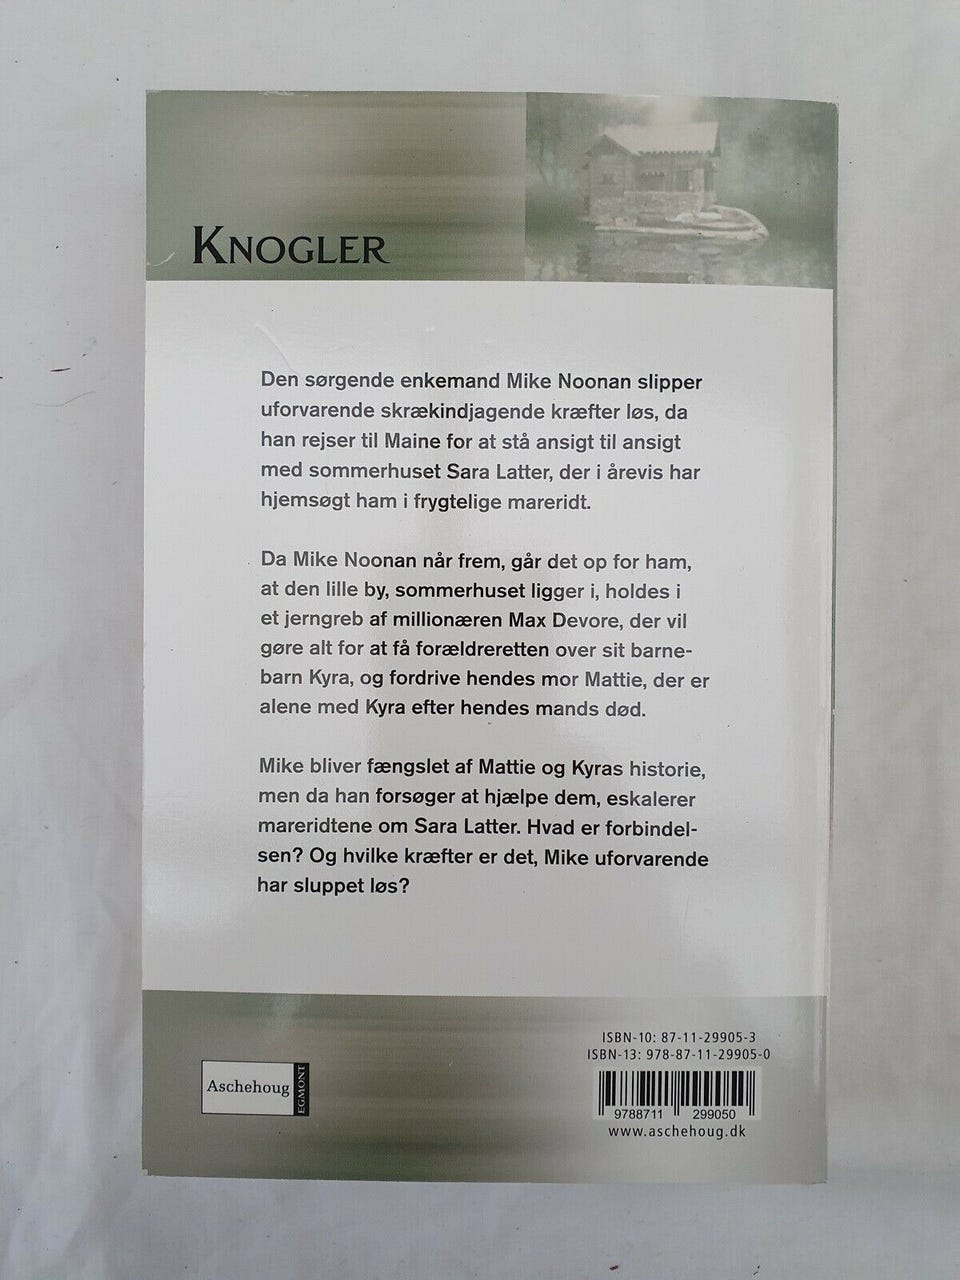 KNOGLER
Den sørgende enkemand Mike Noonan slipper
uforvarende skrækindjagende kræfter løs, da
han rejser til Maine for at stå ansigt til ansigt
med sommerhuset Sara Latter, der i årevis har
hjemsøgt ham i frygtelige mareridt.
Da Mike Noonan når frem, går det op for ham,
at den lille by, sommerhuset ligger i, holdes i
et jerngreb af millionæren Max Devore, der vil
gøre alt for at få forældreretten over sit barne-
barn Kyra, og fordrive hendes mor Mattie, der er
alene med Kyra efter hendes mands død.
Mike bliver fængslet af Mattie og Kyras historie,
men da han forsøger at hjælpe dem, eskalerer
mareridtene om Sara Latter. Hvad er forbindel-
sen? Og hvilke kræfter er det, Mike uforvarende
har sluppet løs?
ISBN-10: 87-11-29905-3
ISBN-13: 978-87-11-29905-0
9788711 299050
www.aschehoug.dk
Aschehoug
EGMONT